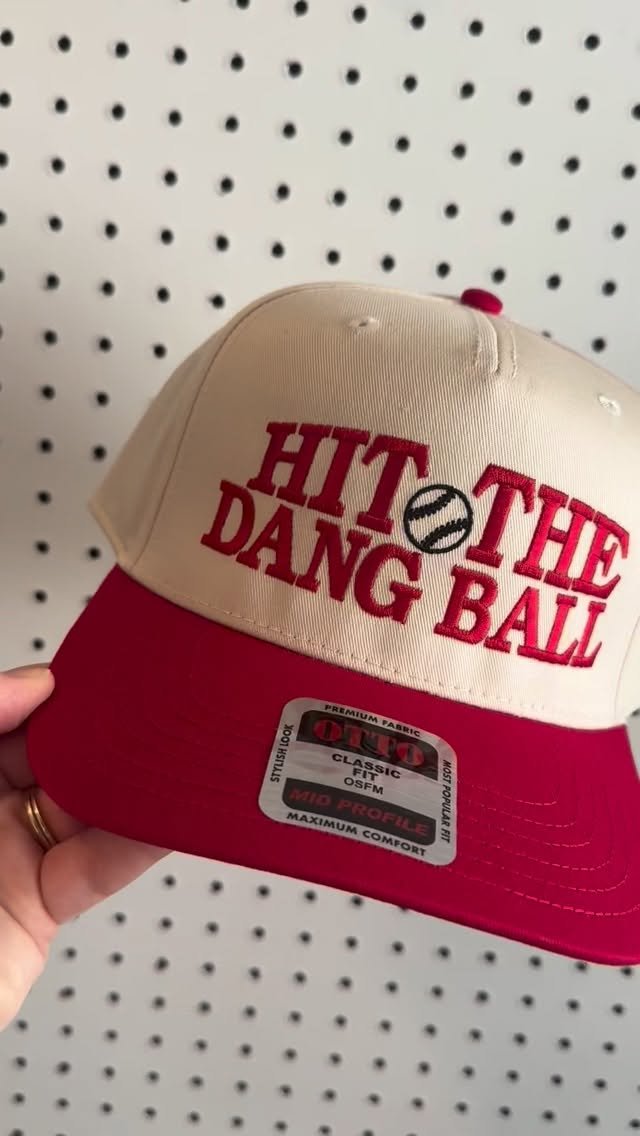 HIT THE
DANG BALL
PREMIUM FABRIC
OTTO
STYLISH LOOK
CLASSIC
FIT
OSFM
MOST POPULAR FIT
MID PROFILE
MAXIMUM COMFORT